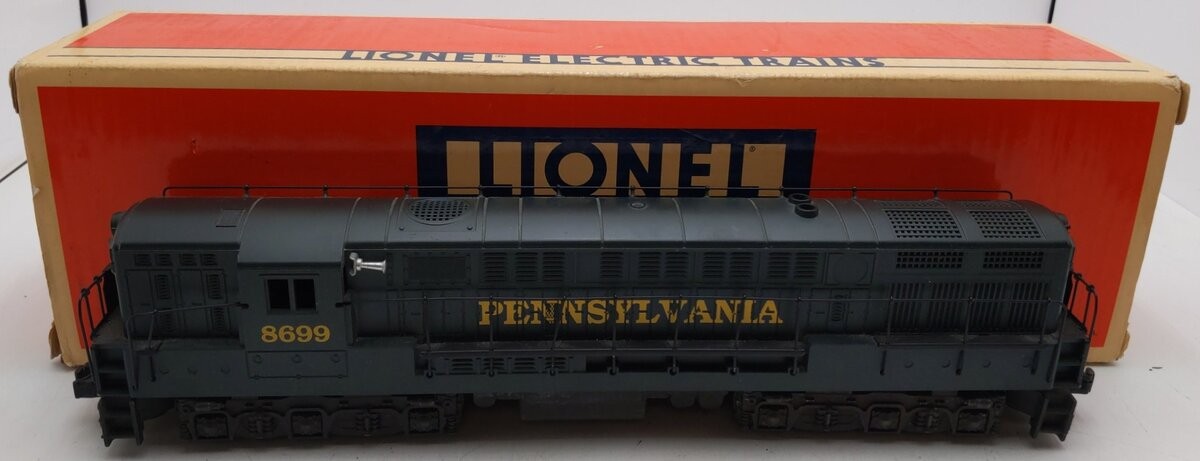 LIONEL® ELECTRIC TRAINS
LIONEL®
PENNSYLVANIA
8699